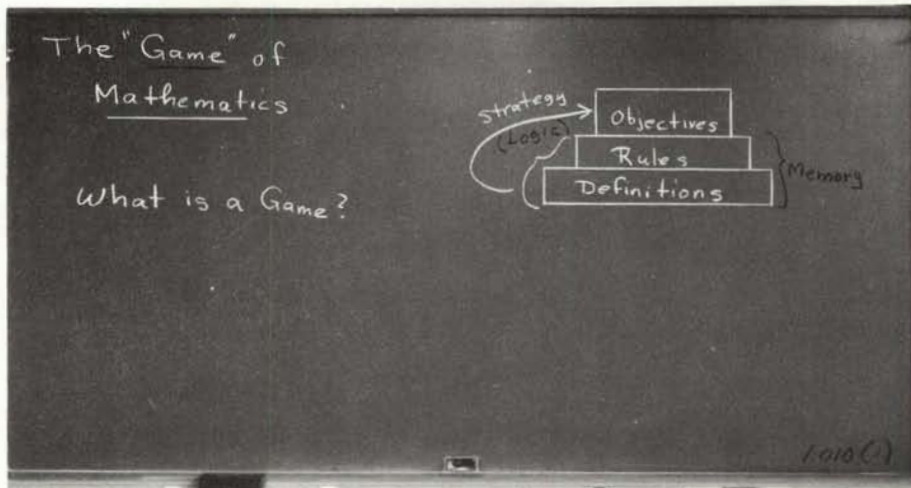 The "Game" of
Mathematics
What is a Game?
strategy
(Logic)
Objectives
Rules
Definitions
Memory
1.010(1)